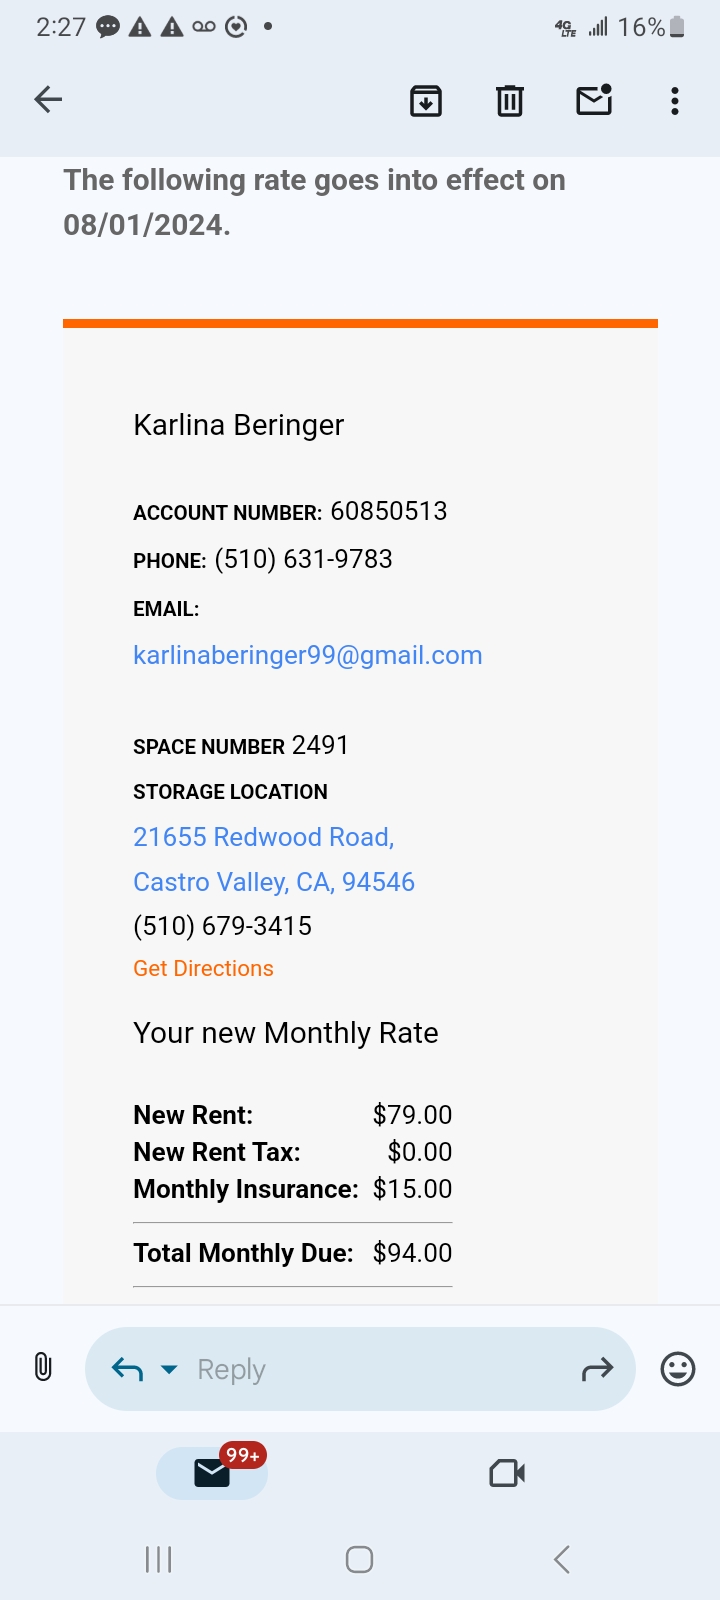 2:27
4G LTE 16%
The following rate goes into effect on
08/01/2024.
Karlina Beringer
ACCOUNT NUMBER: 60850513
PHONE: (510) 631-9783
EMAIL:
karlinaberinger99@gmail.com
SPACE NUMBER 2491
STORAGE LOCATION
21655 Redwood Road,
Castro Valley, CA, 94546
(510) 679-3415
Get Directions
Your new Monthly Rate
New Rent: $79.00
New Rent Tax: $0.00
Monthly Insurance: $15.00
Total Monthly Due: $94.00
Reply
99+